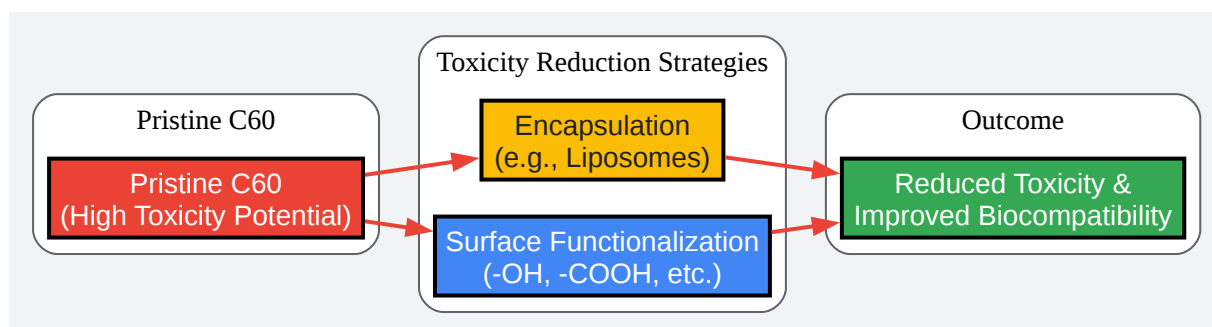 Pristine C60
Pristine C60
(High Toxicity Potential)
Toxicity Reduction Strategies
Encapsulation
(e.g., Liposomes)
Surface Functionalization
(-OH, -COOH, etc.)
Outcome
Reduced Toxicity &
Improved Biocompatibility